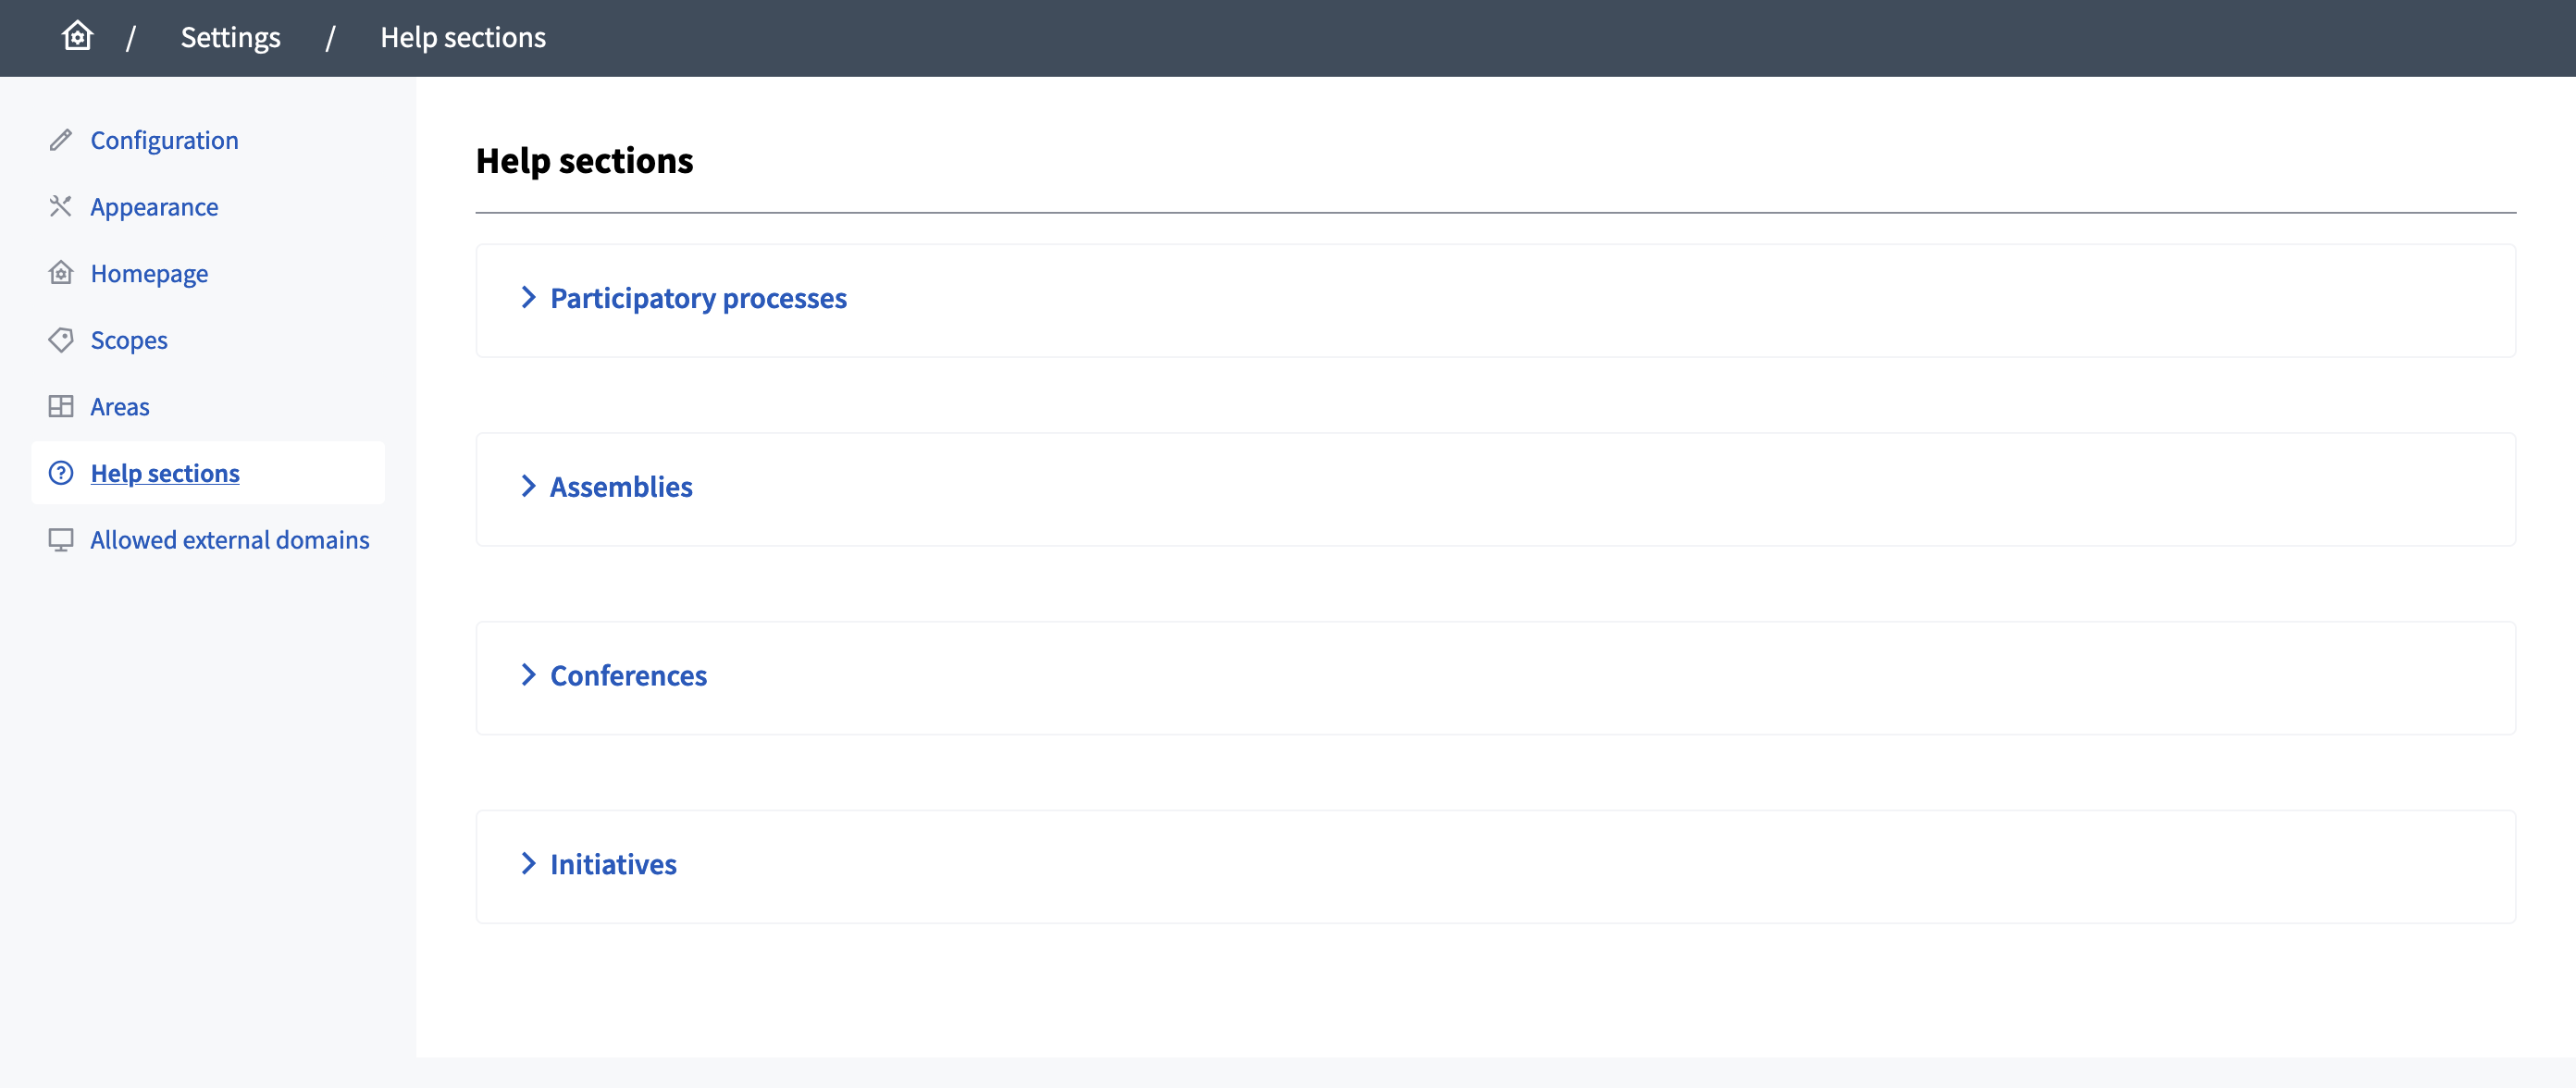 / Settings / Help sections
Configuration
Appearance
Homepage
Scopes
Areas
Help sections
Allowed external domains
Help sections
Participatory processes
Assemblies
Conferences
Initiatives